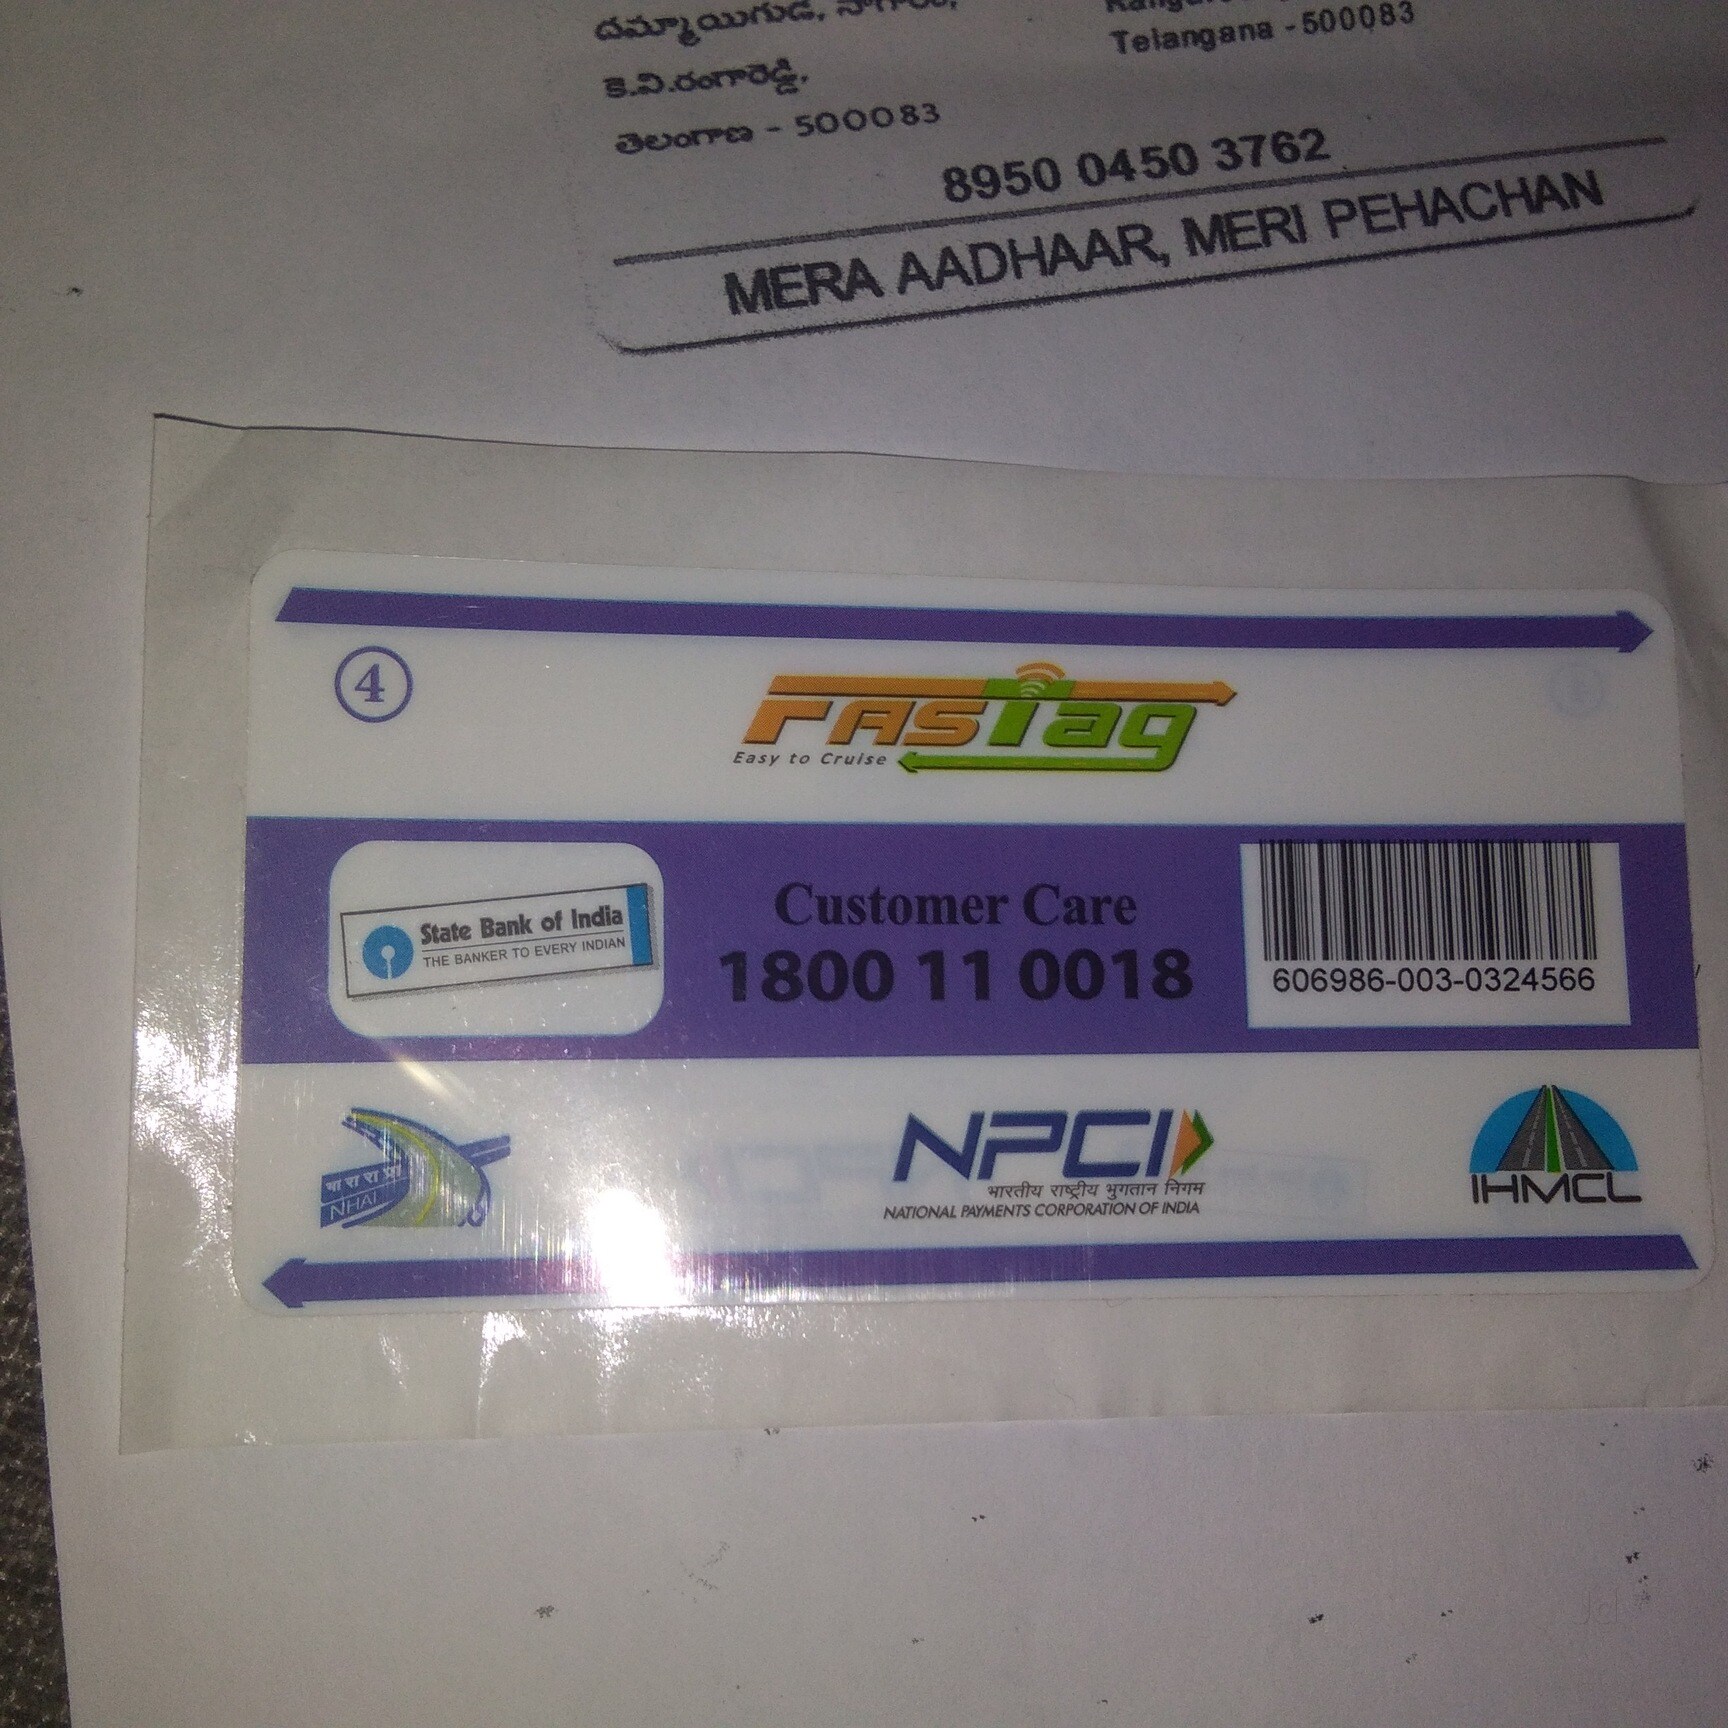 దమ్మాయిగుడ, నాగారం,
కె.వి.రంగారెడ్డి,
తెలంగాణ - 500083
Telangana - 500083
8950 0450 3762
MERA AADHAAR, MERI PEHACHAN
4
FASTag
Easy to Cruise
State Bank of India
THE BANKER TO EVERY INDIAN
Customer Care
1800 11 0018
606986-003-0324566
भा रा रा प्रा
NHAI
NPCI
भारतीय राष्ट्रीय भुगतान निगम
NATIONAL PAYMENTS CORPORATION OF INDIA
IHMCL